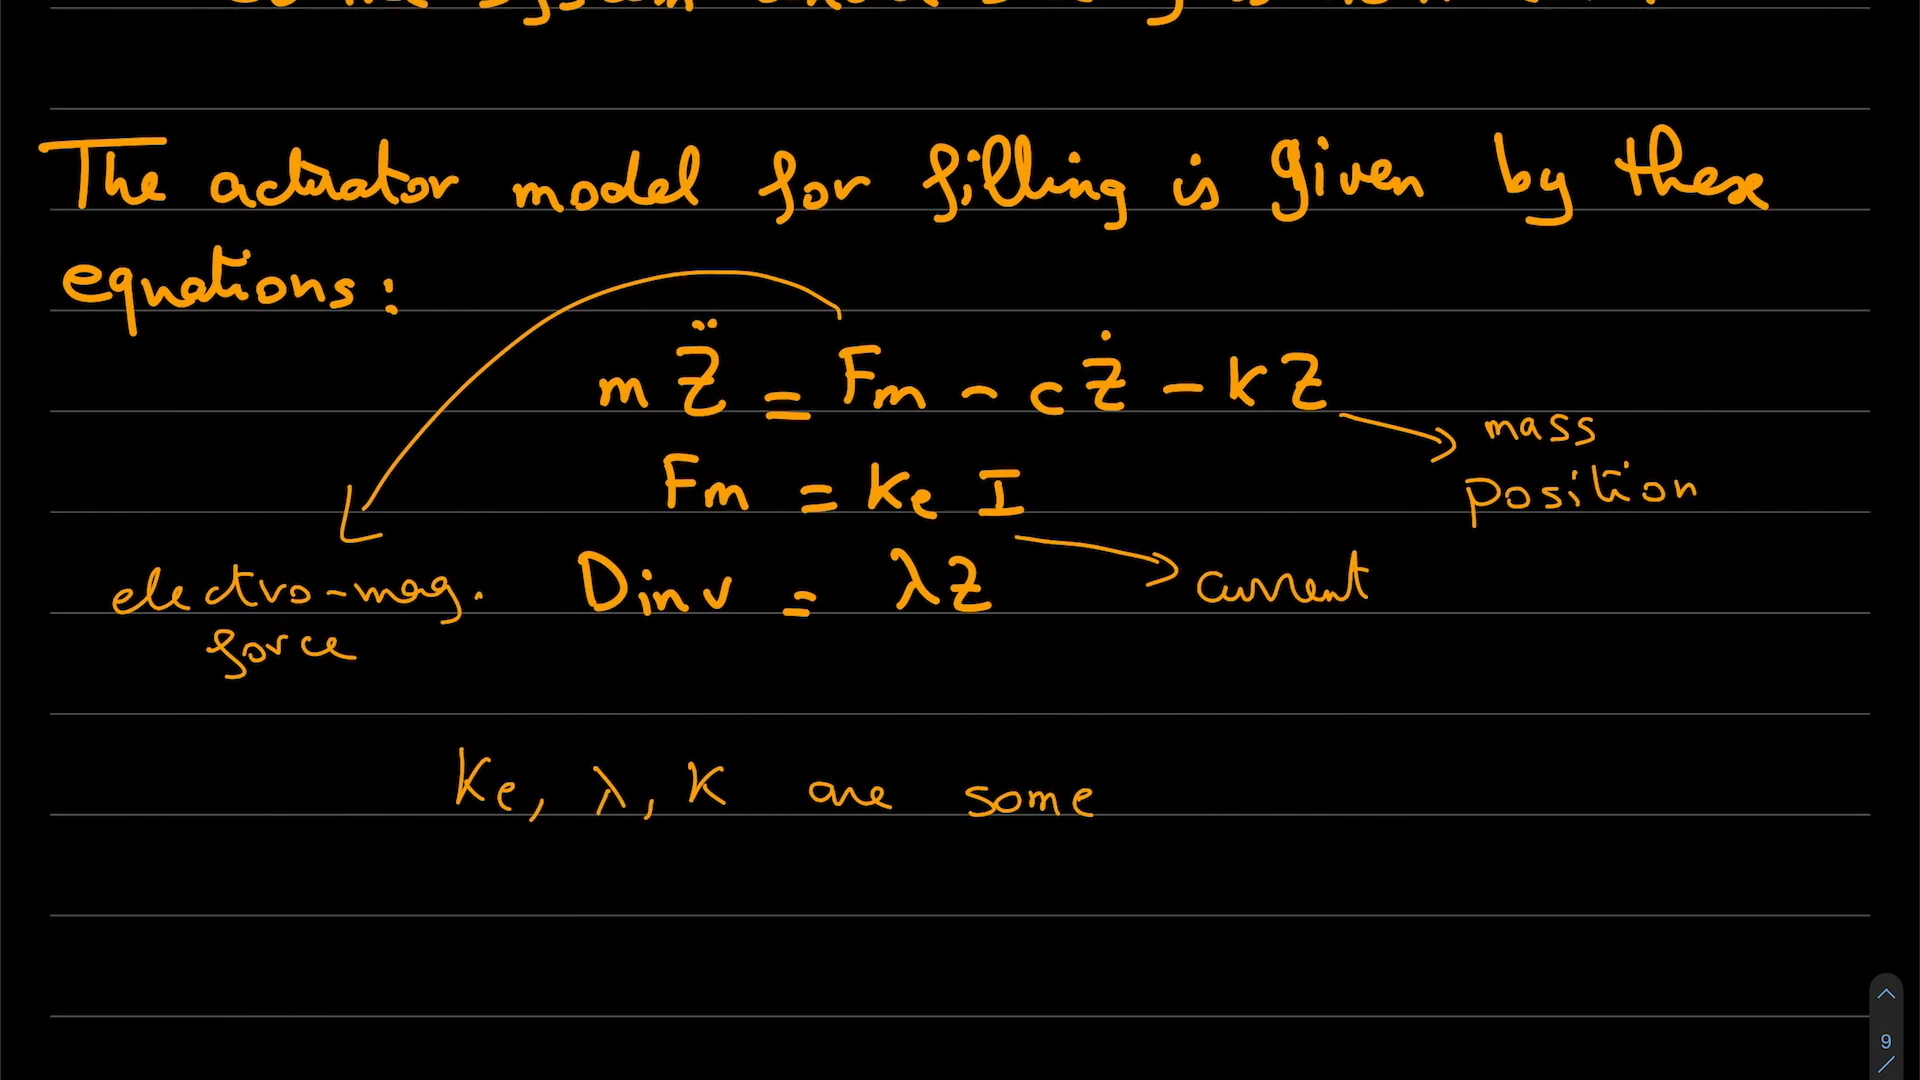 The actuator model for filling is given by these
equations:
m z̈ = Fm - c ż - k z
mass
position
Fm = ke I
current
electro-mag.
force
Dinv = λz
Ke, λ, K are some
9